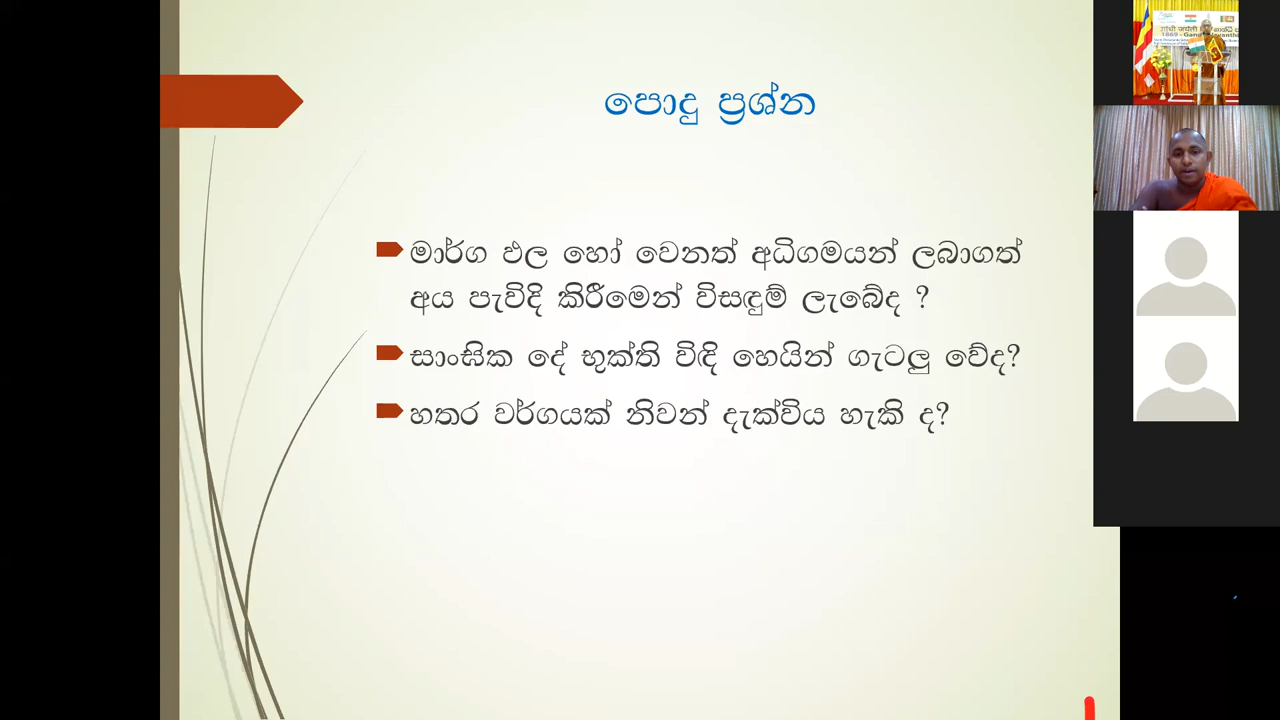 පොදු ප්‍රශ්න
මාර්ග ඵල හෝ වෙනත් අධිගමයන් ලබාගත්
අය පැවිදි කිරීමෙන් විසඳුම් ලැබේද ?
සාංඝික දේ භුක්ති විඳි හෙයින් ගැටලු වේද?
හතර වර්ගයක් නිවන් දැක්විය හැකි ද?